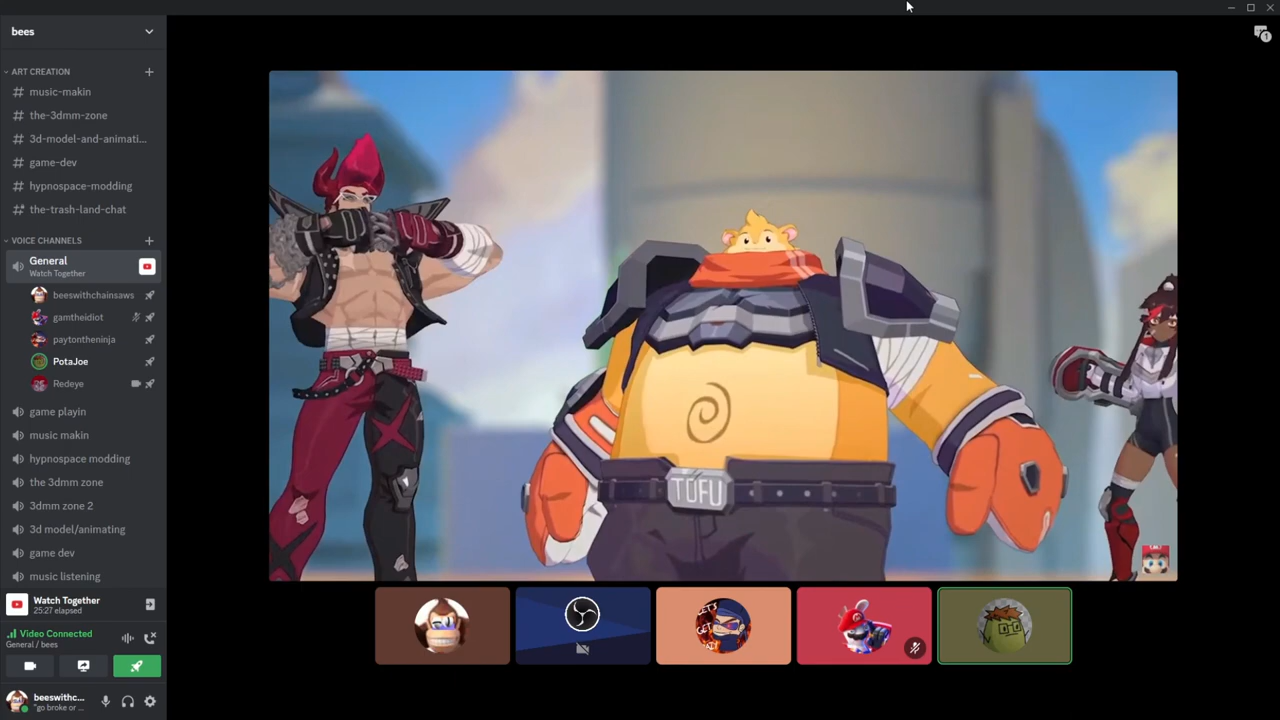 bees
ART CREATION
music-makin
the-3dmm-zone
3d-model-and-animati...
game-dev
hypnospace-modding
the-trash-land-chat
VOICE CHANNELS
General
Watch Together
beeswithchainsaws
gamtheidiot
paytontheninja
PotaJoe
Redeye
game playin
music makin
hypnospace modding
the 3dmm zone
3dmm zone 2
3d model/animating
game dev
music listening
Watch Together
25:27 elapsed
Video Connected
General / bees
beeswithc...
"go broke or ...
1
TOFU
LET'S
GET